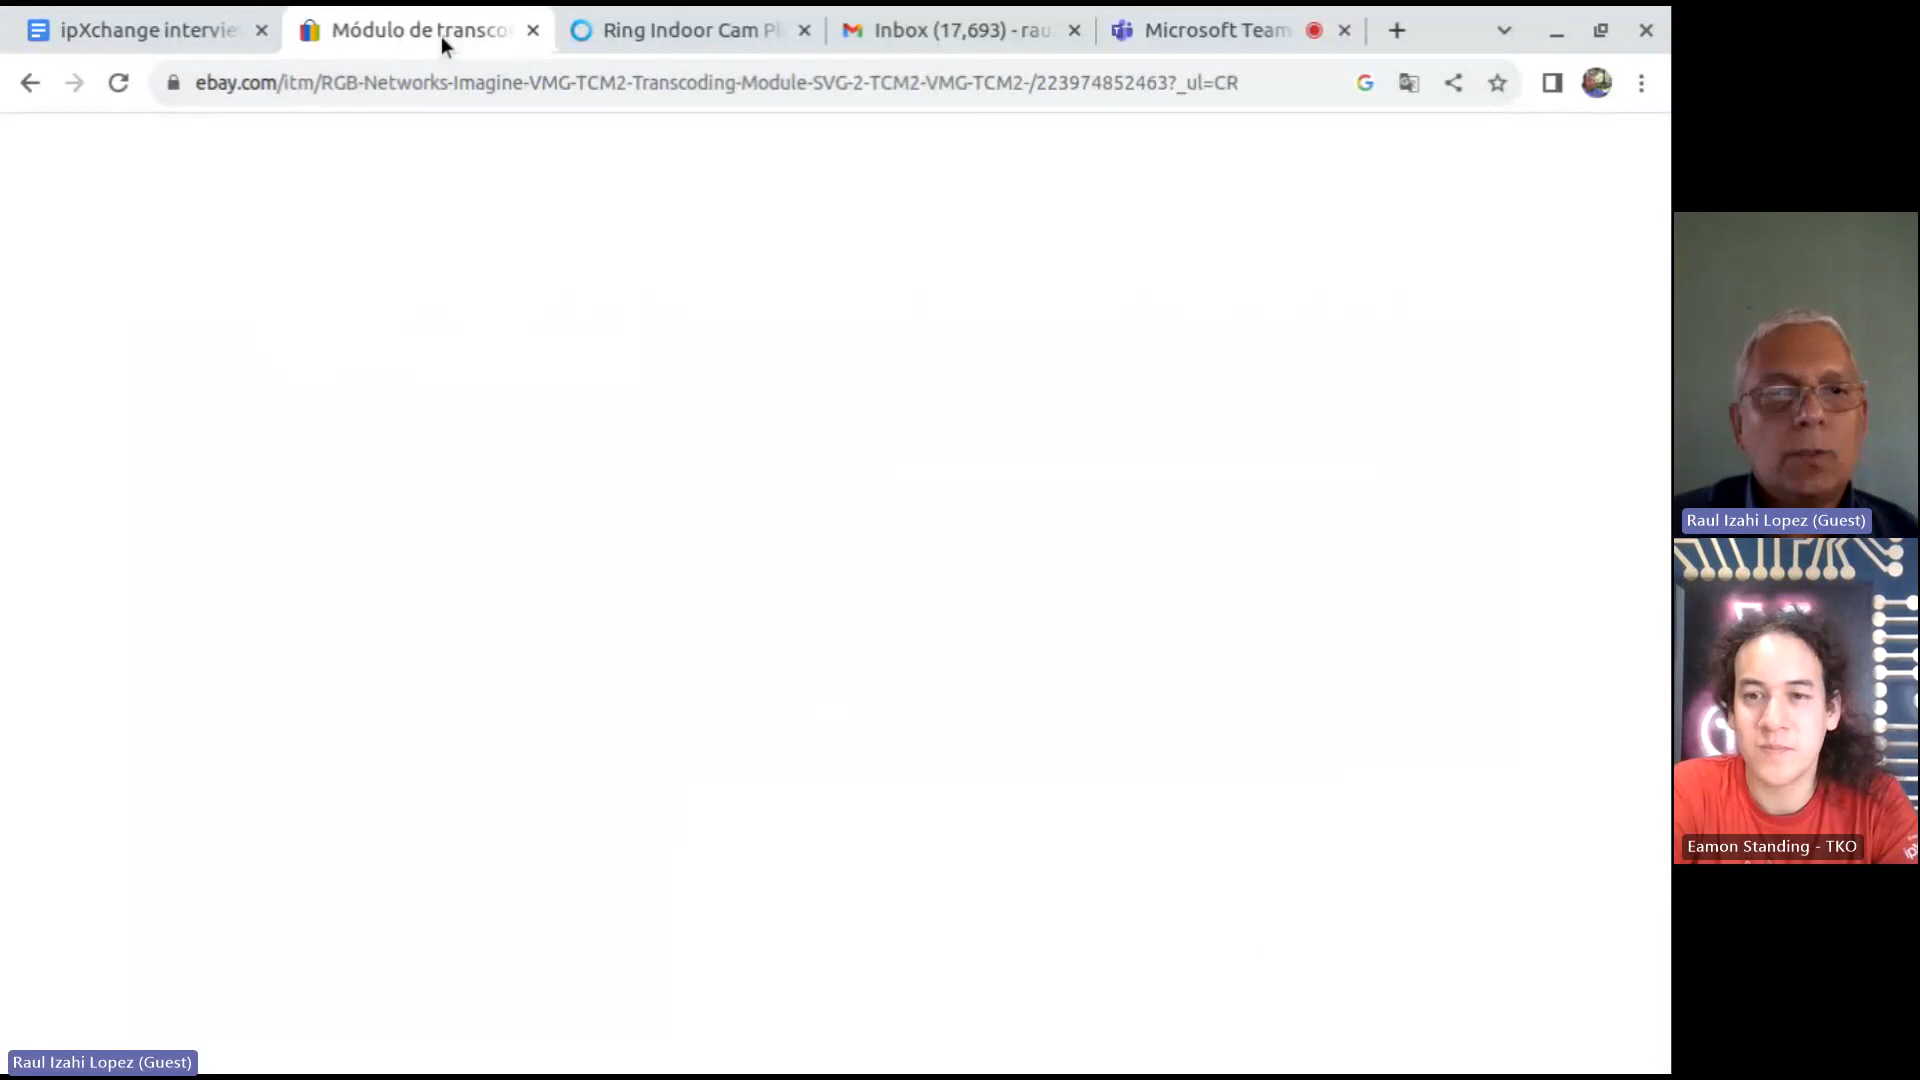 ipXchange intervie
Módulo de transco
Ring Indoor Cam Pl
Inbox (17,693) - rau
Microsoft Team
ebay.com/itm/RGB-Networks-Imagine-VMG-TCM2-Transcoding-Module-SVG-2-TCM2-VMG-TCM2-/223974852463?_ul=CR
Raul Izahi Lopez (Guest)
Eamon Standing - TKO
Raul Izahi Lopez (Guest)